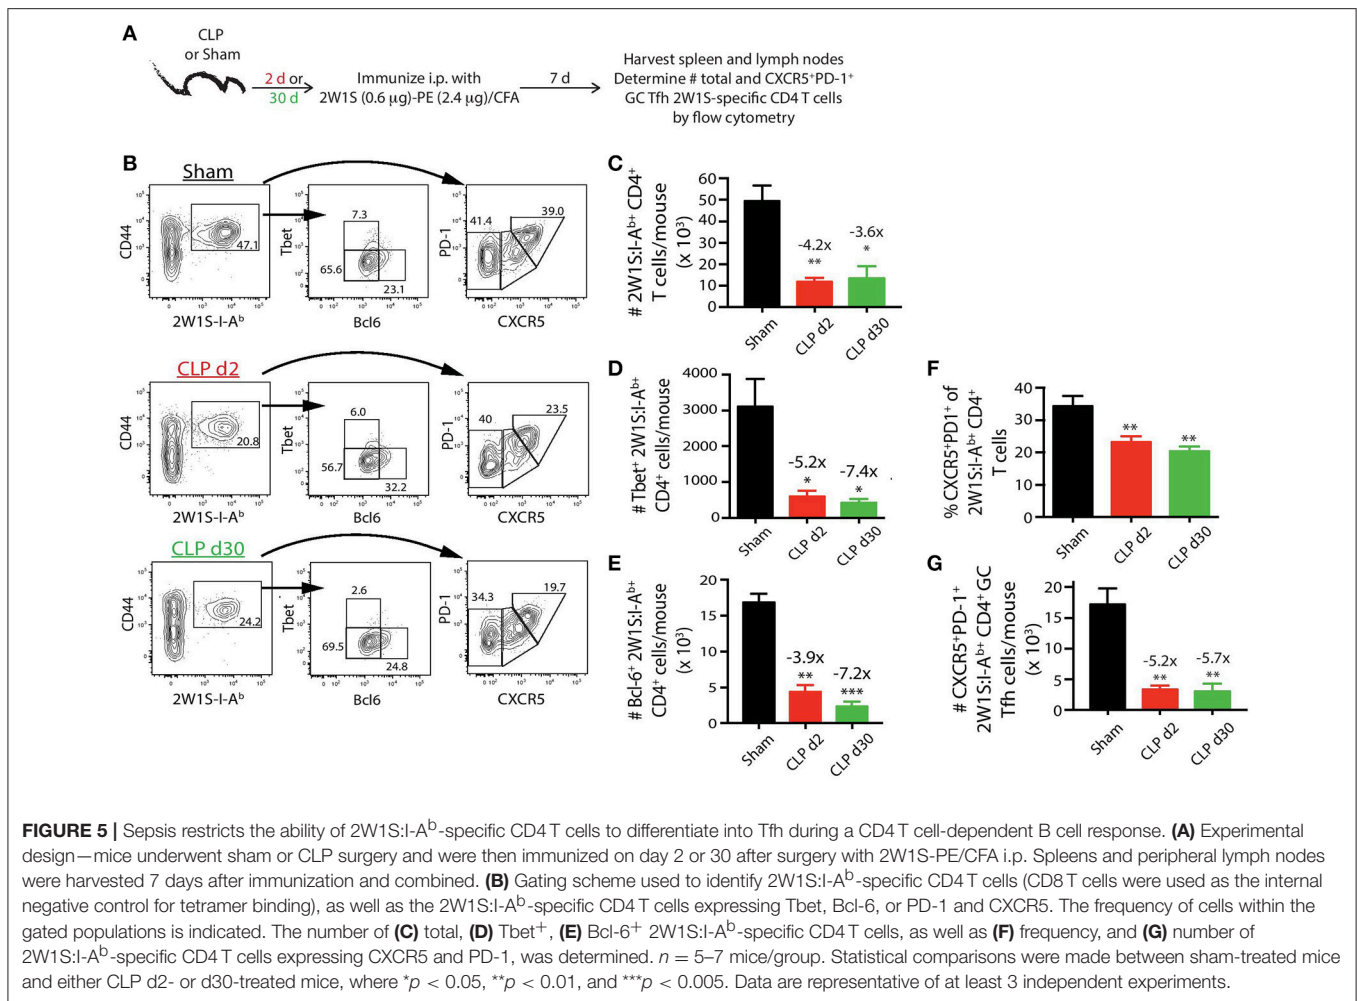 A
CLP
or Sham
2 d or
30 d
Immunize i.p. with
2W1S (0.6 µg)-PE (2.4 µg)/CFA
7 d
Harvest spleen and lymph nodes
Determine # total and CXCR5⁺PD-1⁺
GC Tfh 2W1S-specific CD4 T cells
by flow cytometry
B
Sham
CD44
47.1
2W1S-I-Aᵇ
Tbet
7.3
65.6
23.1
Bcl6
PD-1
41.4
39.0
CXCR5
CLP d2
CD44
20.8
2W1S-I-Aᵇ
Tbet
6.0
56.7
32.2
Bcl6
PD-1
40
23.5
CXCR5
CLP d30
CD44
24.2
2W1S-I-Aᵇ
Tbet
2.6
69.5
24.8
Bcl6
PD-1
34.3
19.7
CXCR5
C
# 2W1S:I-Aᵇ⁺ CD4⁺
T cells/mouse
(x 10³)
60
50
40
30
20
10
0
-4.2x
**
-3.6x
*
Sham
CLP d2
CLP d30
D
# Tbet⁺ 2W1S:I-Aᵇ⁺
CD4⁺ cells/mouse
4000
3000
2000
1000
0
-5.2x
*
-7.4x
*
Sham
CLP d2
CLP d30
E
# Bcl-6⁺ 2W1S:I-Aᵇ⁺
CD4⁺ cells/mouse
(x 10³)
20
15
10
5
0
-3.9x
**
-7.2x
***
Sham
CLP d2
CLP d30
F
% CXCR5⁺PD1⁺ of
2W1S:I-Aᵇ⁺ CD4⁺
T cells
40
30
20
10
0
**
**
Sham
CLP d2
CLP d30
G
# CXCR5⁺PD-1⁺
2W1S:I-Aᵇ⁺ CD4⁺ GC
Tfh cells/mouse
(x 10³)
20
15
10
5
0
-5.2x
**
-5.7x
**
Sham
CLP d2
CLP d30
FIGURE 5 | Sepsis restricts the ability of 2W1S:I-Aᵇ-specific CD4 T cells to differentiate into Tfh during a CD4 T cell-dependent B cell response. (A) Experimental
design—mice underwent sham or CLP surgery and were then immunized on day 2 or 30 after surgery with 2W1S-PE/CFA i.p. Spleens and peripheral lymph nodes
were harvested 7 days after immunization and combined. (B) Gating scheme used to identify 2W1S:I-Aᵇ-specific CD4 T cells (CD8 T cells were used as the internal
negative control for tetramer binding), as well as the 2W1S:I-Aᵇ-specific CD4 T cells expressing Tbet, Bcl-6, or PD-1 and CXCR5. The frequency of cells within the
gated populations is indicated. The number of (C) total, (D) Tbet⁺, (E) Bcl-6⁺ 2W1S:I-Aᵇ-specific CD4 T cells, as well as (F) frequency, and (G) number of
2W1S:I-Aᵇ-specific CD4 T cells expressing CXCR5 and PD-1, was determined. n = 5–7 mice/group. Statistical comparisons were made between sham-treated mice
and either CLP d2- or d30-treated mice, where *p < 0.05, **p < 0.01, and ***p < 0.005. Data are representative of at least 3 independent experiments.